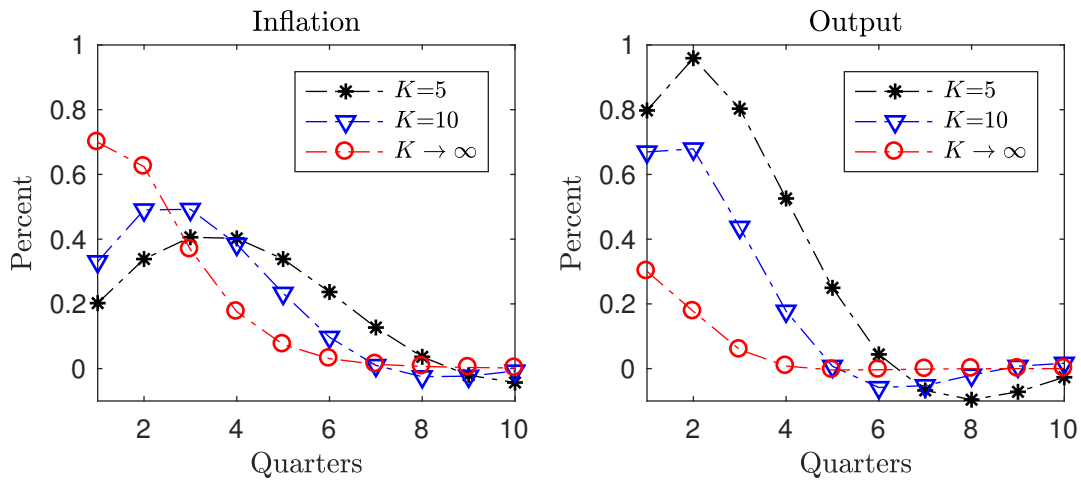 Inflation
Percent
1
0.8
0.6
0.4
0.2
0
K=5
K=10
K → ∞
2
4
6
8
10
Quarters
Output
Percent
1
0.8
0.6
0.4
0.2
0
K=5
K=10
K → ∞
2
4
6
8
10
Quarters